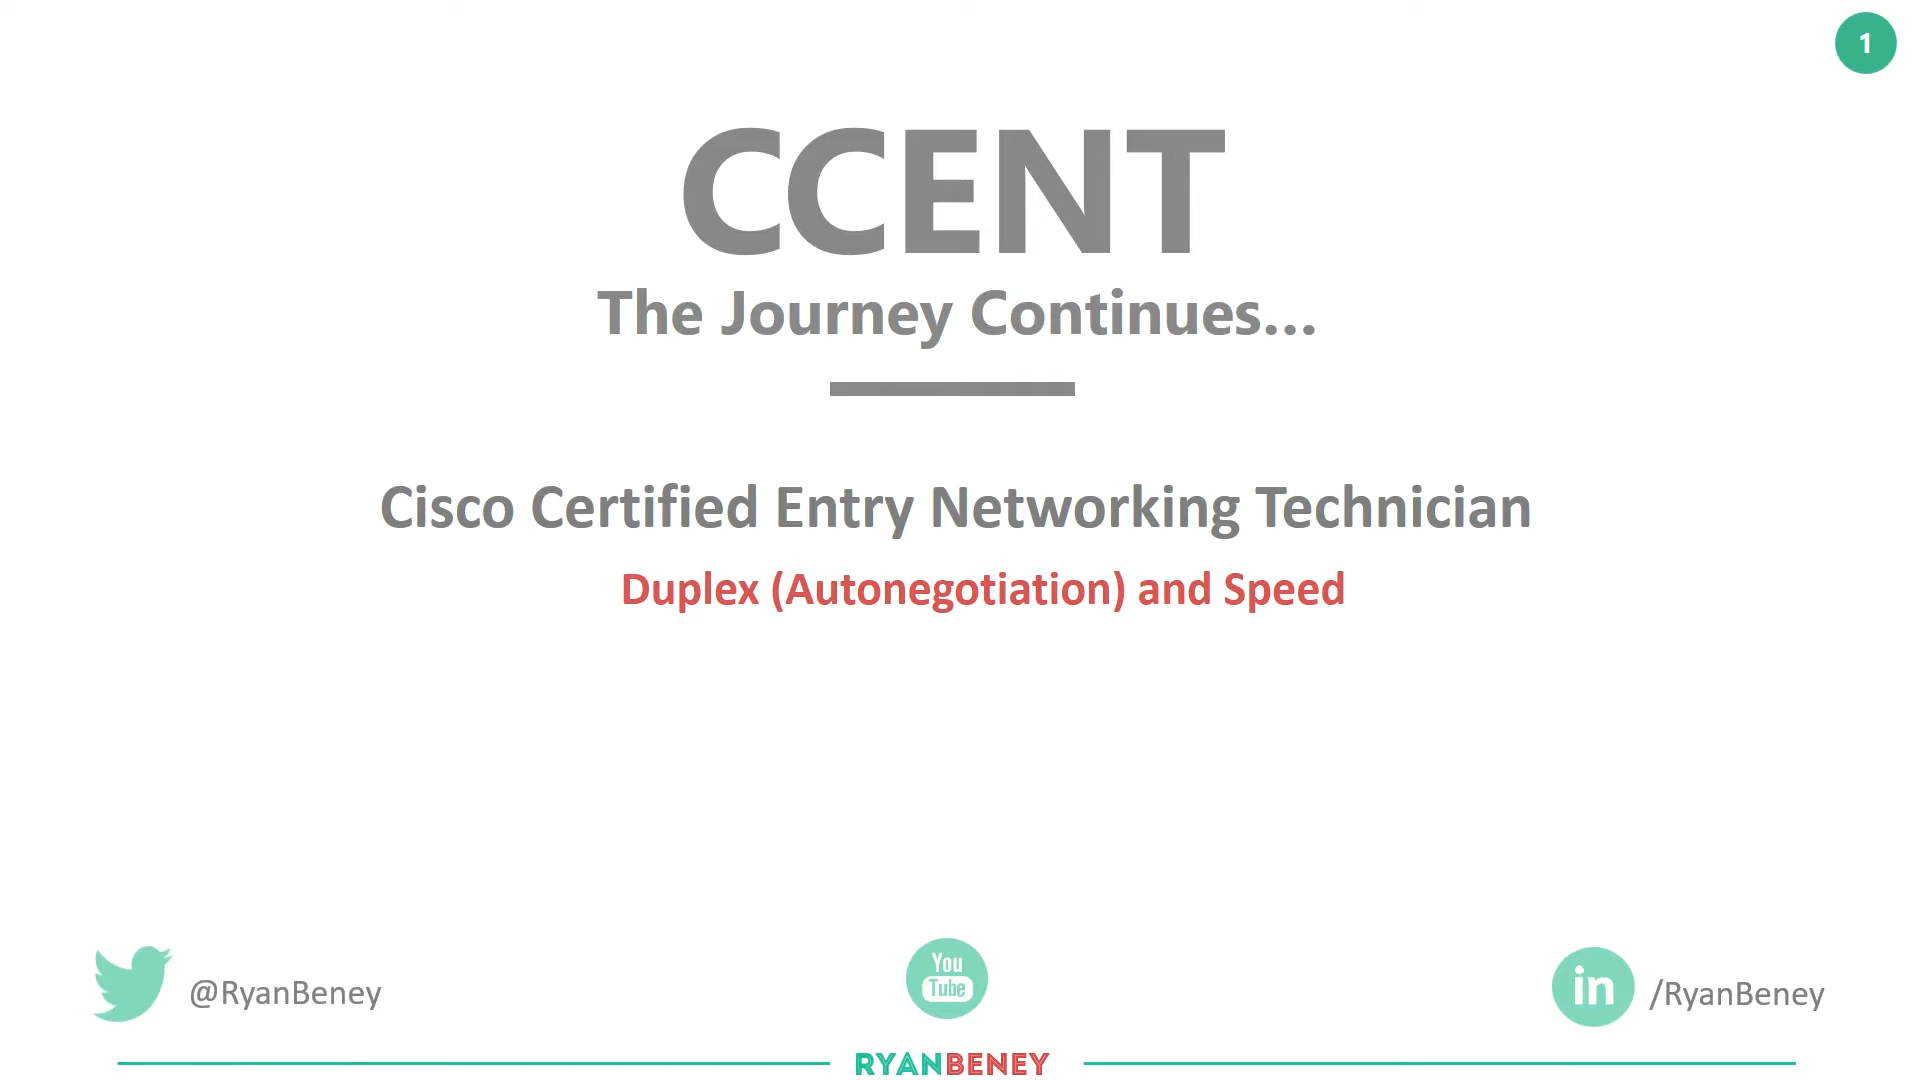 1
CCENT
The Journey Continues...
Cisco Certified Entry Networking Technician
Duplex (Autonegotiation) and Speed
@RyanBeney
You
Tube
in
/RyanBeney
RYANBENEY